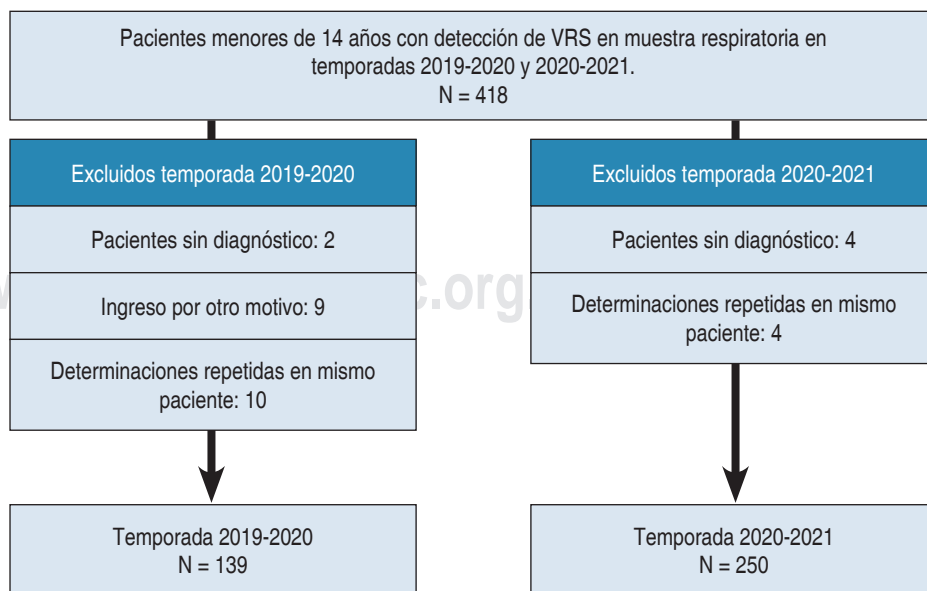 Pacientes menores de 14 años con detección de VRS en muestra respiratoria en
temporadas 2019-2020 y 2020-2021.
N = 418
Excluidos temporada 2019-2020
Pacientes sin diagnóstico: 2
Ingreso por otro motivo: 9
Determinaciones repetidas en mismo
paciente: 10
Temporada 2019-2020
N = 139
Excluidos temporada 2020-2021
Pacientes sin diagnóstico: 4
Determinaciones repetidas en mismo
paciente: 4
Temporada 2020-2021
N = 250
c.org